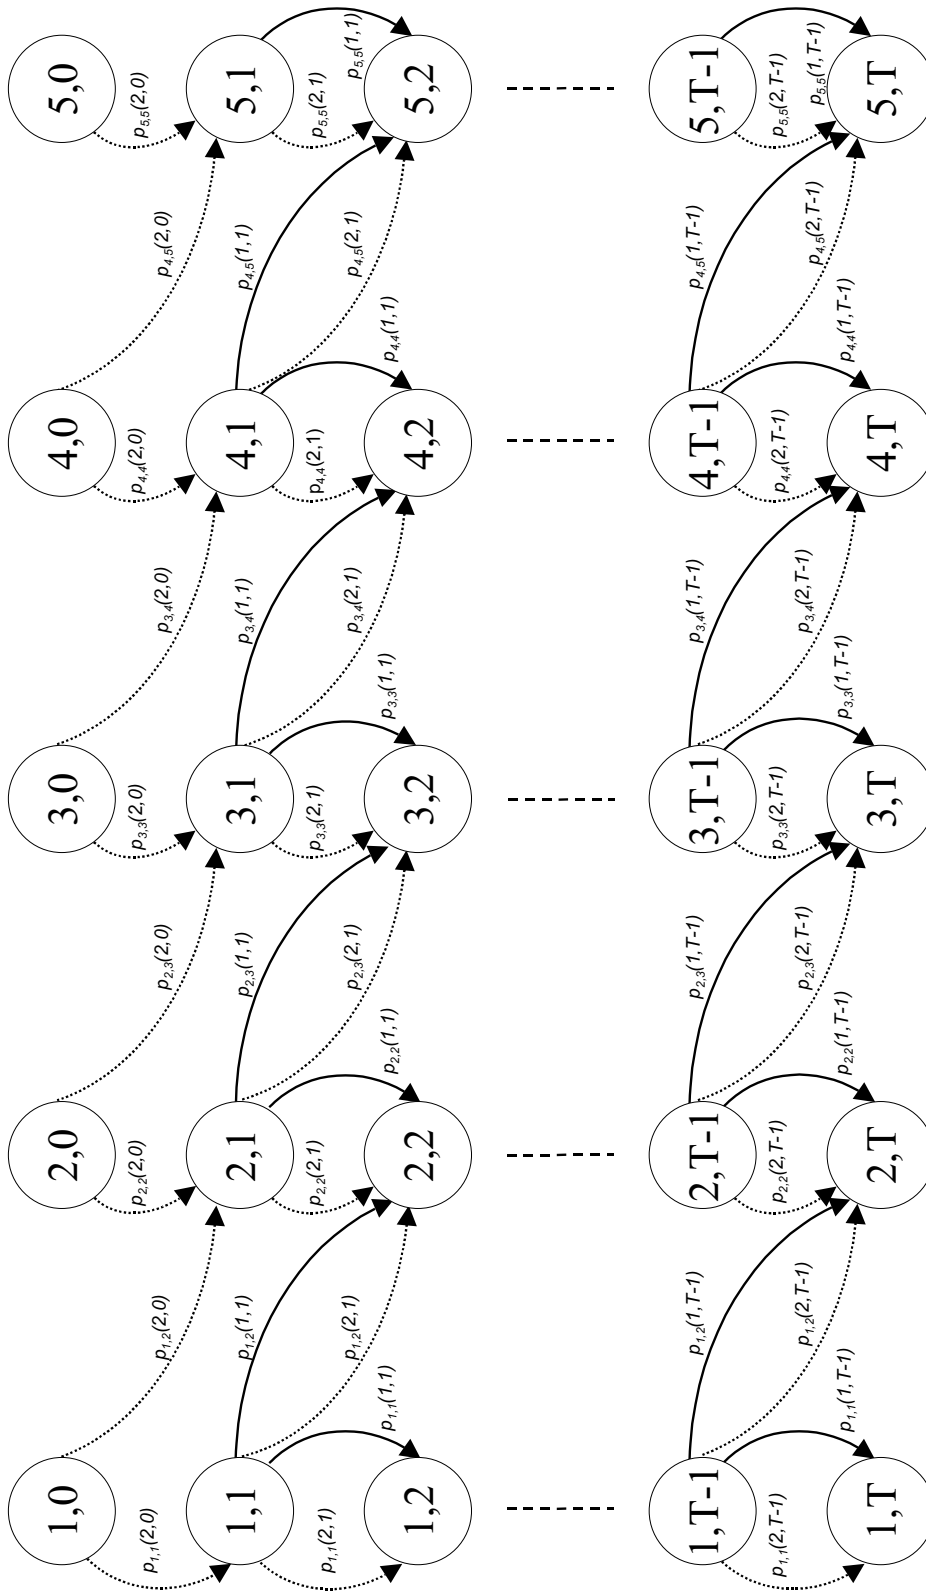 1,0 2,0 3,0 4,0 5,0
p1,1(2,0) p2,2(2,0) p3,3(2,0) p4,4(2,0) p5,5(2,0)
p1,2(2,0) p2,3(2,0) p3,4(2,0) p4,5(2,0)
1,1 2,1 3,1 4,1 5,1
p1,2(1,1) p2,3(1,1) p3,4(1,1) p4,5(1,1)
p1,1(2,1) p2,2(2,1) p3,3(2,1) p4,4(2,1) p5,5(2,1)
p1,2(2,1) p2,3(2,1) p3,4(2,1) p4,5(2,1) p5,5(1,1)
p1,1(1,1) p2,2(1,1) p3,3(1,1) p4,4(1,1)
1,2 2,2 3,2 4,2 5,2
1,T-1 2,T-1 3,T-1 4,T-1 5,T-1
p1,2(1,T-1) p2,3(1,T-1) p3,4(1,T-1) p4,5(1,T-1)
p1,1(2,T-1) p2,2(2,T-1) p3,3(2,T-1) p4,4(2,T-1) p5,5(2,T-1)
p1,2(2,T-1) p2,3(2,T-1) p3,4(2,T-1) p4,5(2,T-1) p5,5(1,T-1)
p1,1(1,T-1) p2,2(1,T-1) p3,3(1,T-1) p4,4(1,T-1)
1,T 2,T 3,T 4,T 5,T